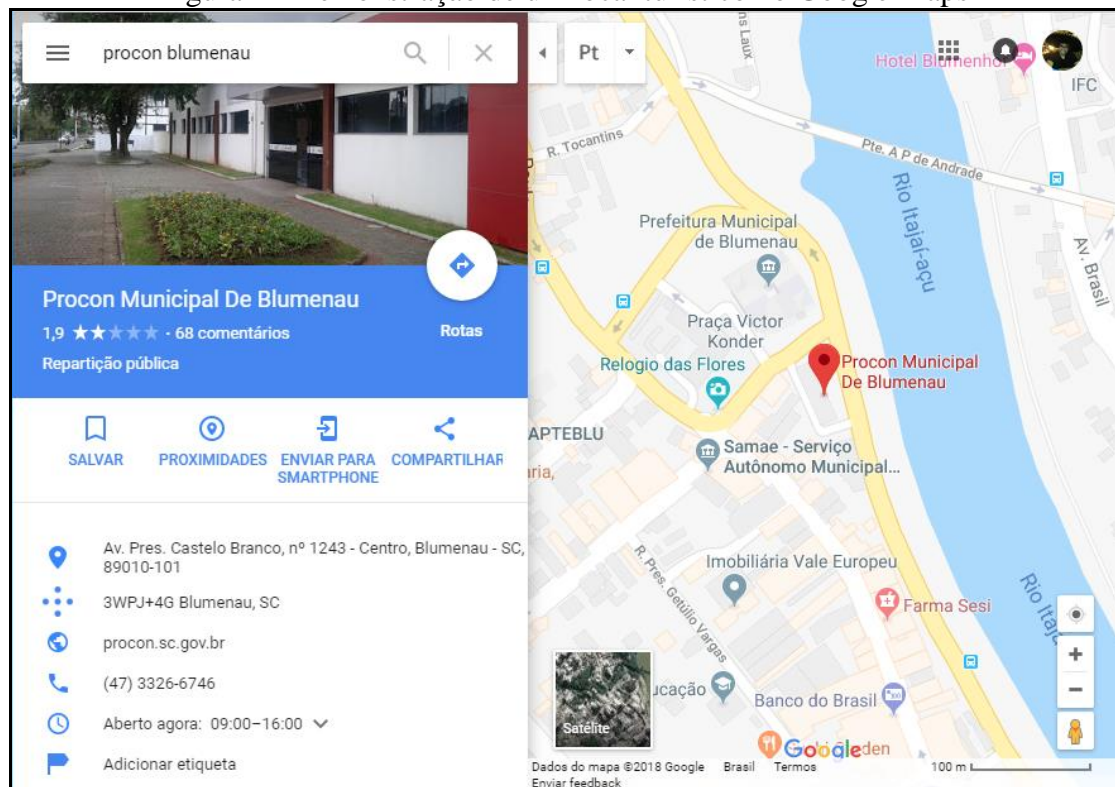 procon blumenau
Procon Municipal De Blumenau
1,9
· 68 comentários
Repartição pública
Rotas
SALVAR
PROXIMIDADES
ENVIAR PARA
SMARTPHONE
COMPARTILHAR
Av. Pres. Castelo Branco, nº 1243 - Centro, Blumenau - SC,
89010-101
3WPJ+4G Blumenau, SC
procon.sc.gov.br
(47) 3326-6746
Aberto agora: 09:00–16:00
Adicionar etiqueta
Pt
s Laux
Hotel Blumenhof
IFC
R. Tocantins
Pte. A P de Andrade
Rio Itajaí-açu
Av. Brasil
Prefeitura Municipal
de Blumenau
Praça Victor
Konder
Relogio das Flores
Procon Municipal
De Blumenau
APTEBLU
ria,
Samae - Serviço
Autônomo Municipal...
R. Pres. Getúlio Vargas
Imobiliária Vale Europeu
Farma Sesi
Rio Itaja
ucação
Banco do Brasil
Satélite
Google
den
Dados do mapa ©2018 Google Brasil Termos 100 m
Enviar feedback